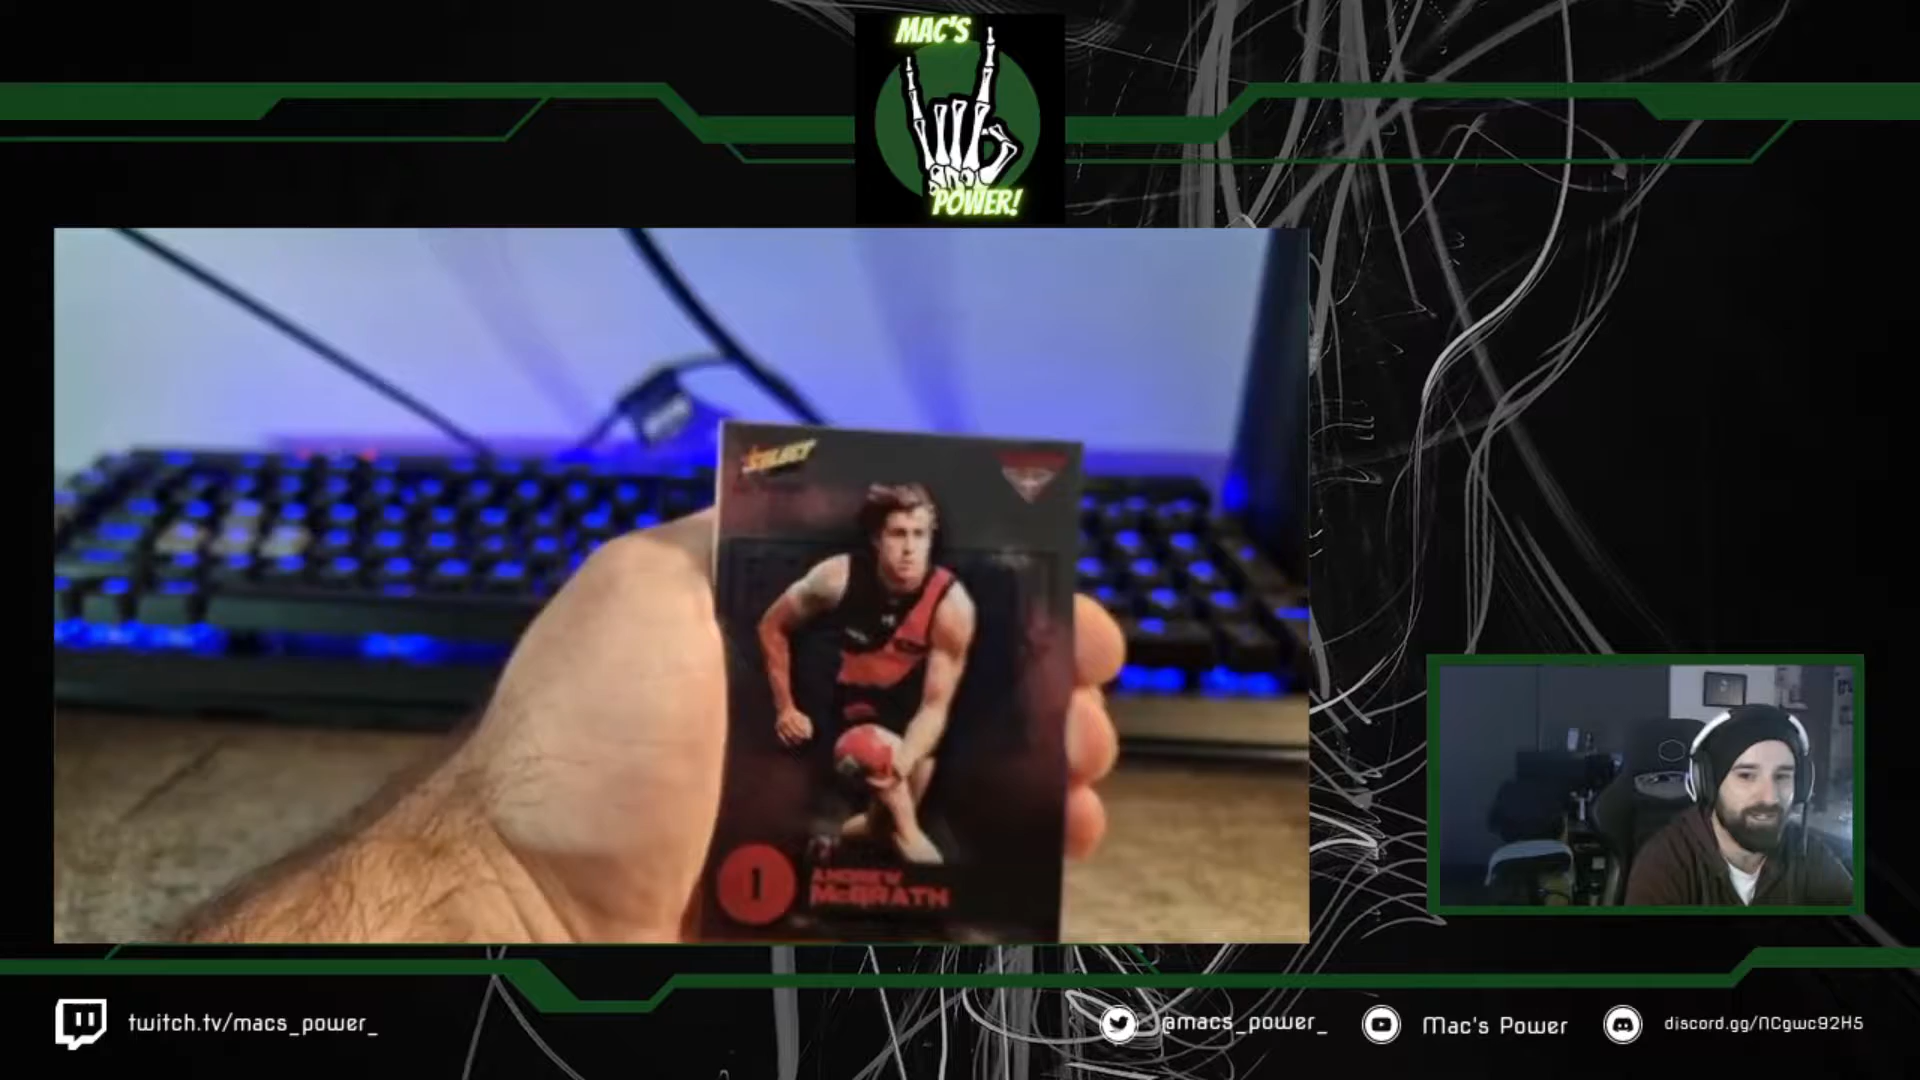 MAC'S
POWER!
SELECT
1
ANDREW
McGRATH
twitch.tv/macs_power_
@macs_power_
Mac's Power
discord.gg/NCgwc92H5